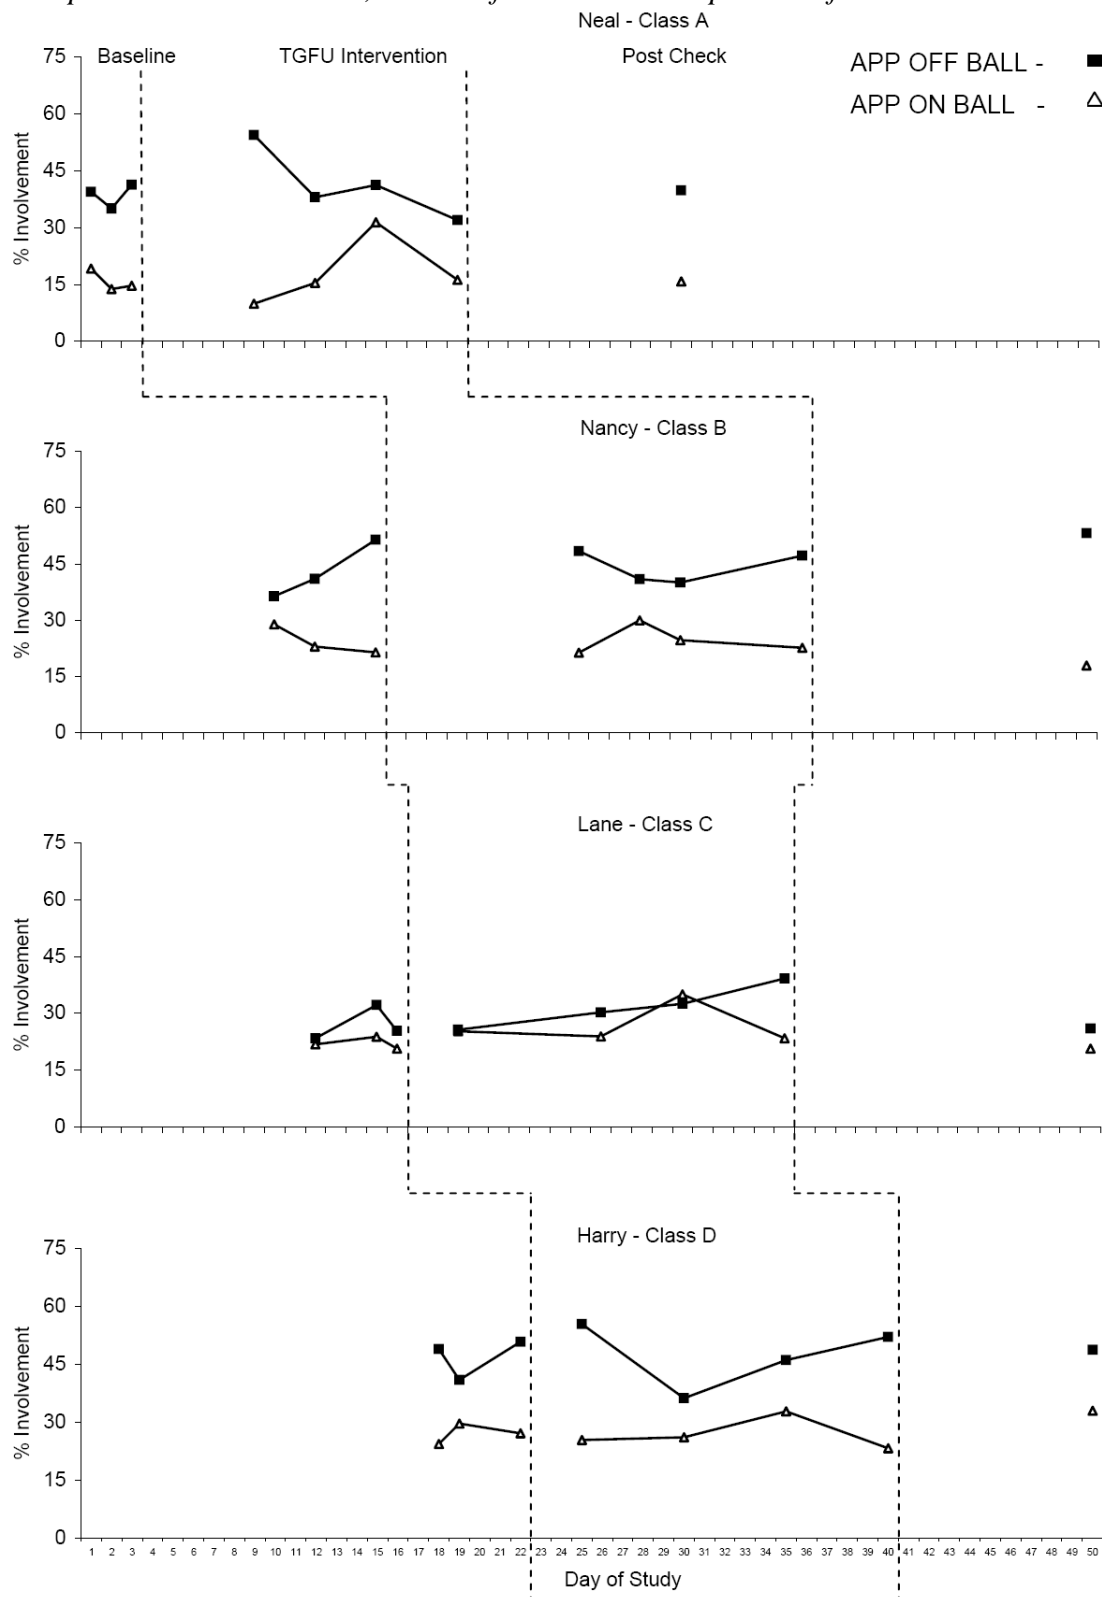 Neal - Class A
Baseline TGFU Intervention Post Check
APP OFF BALL -
APP ON BALL -
% Involvement
75
60
45
30
15
0
Nancy - Class B
% Involvement
75
60
45
30
15
0
Lane - Class C
% Involvement
75
60
45
30
15
0
Harry - Class D
% Involvement
75
60
45
30
15
0
1 2 3 4 5 6 7 8 9 10 11 12 13 14 15 16 17 18 19 20 21 22 23 24 25 26 27 28 29 30 31 32 33 34 35 36 37 38 39 40 41 42 43 44 45 46 47 48 49 50
Day of Study